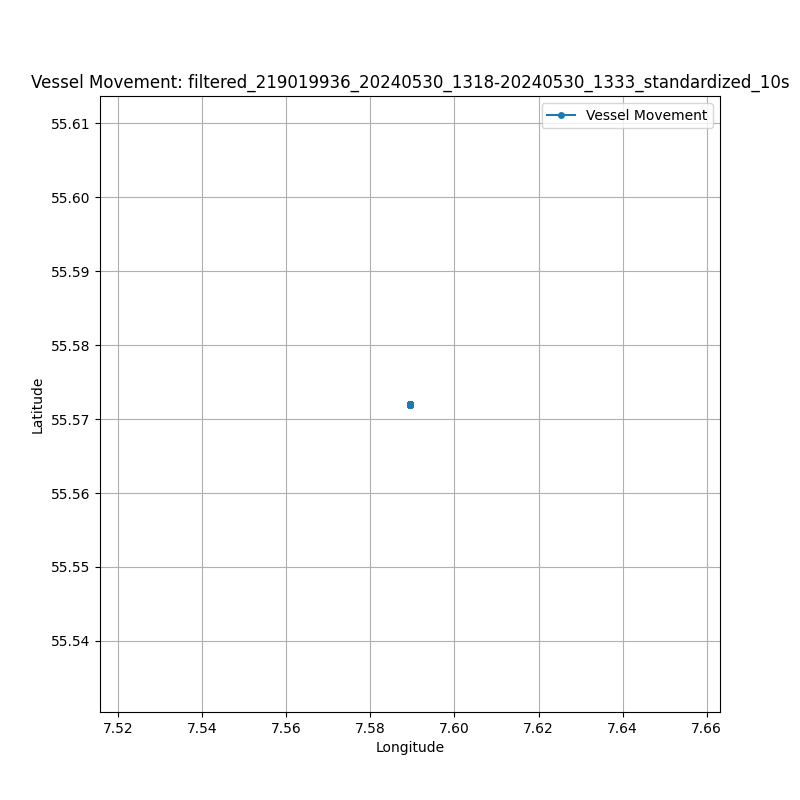 Vessel Movement: filtered_219019936_20240530_1318-20240530_1333_standardized_10s
Vessel Movement
55.61
55.60
55.59
55.58
55.57
55.56
55.55
55.54
Latitude
7.52 7.54 7.56 7.58 7.60 7.62 7.64 7.66
Longitude